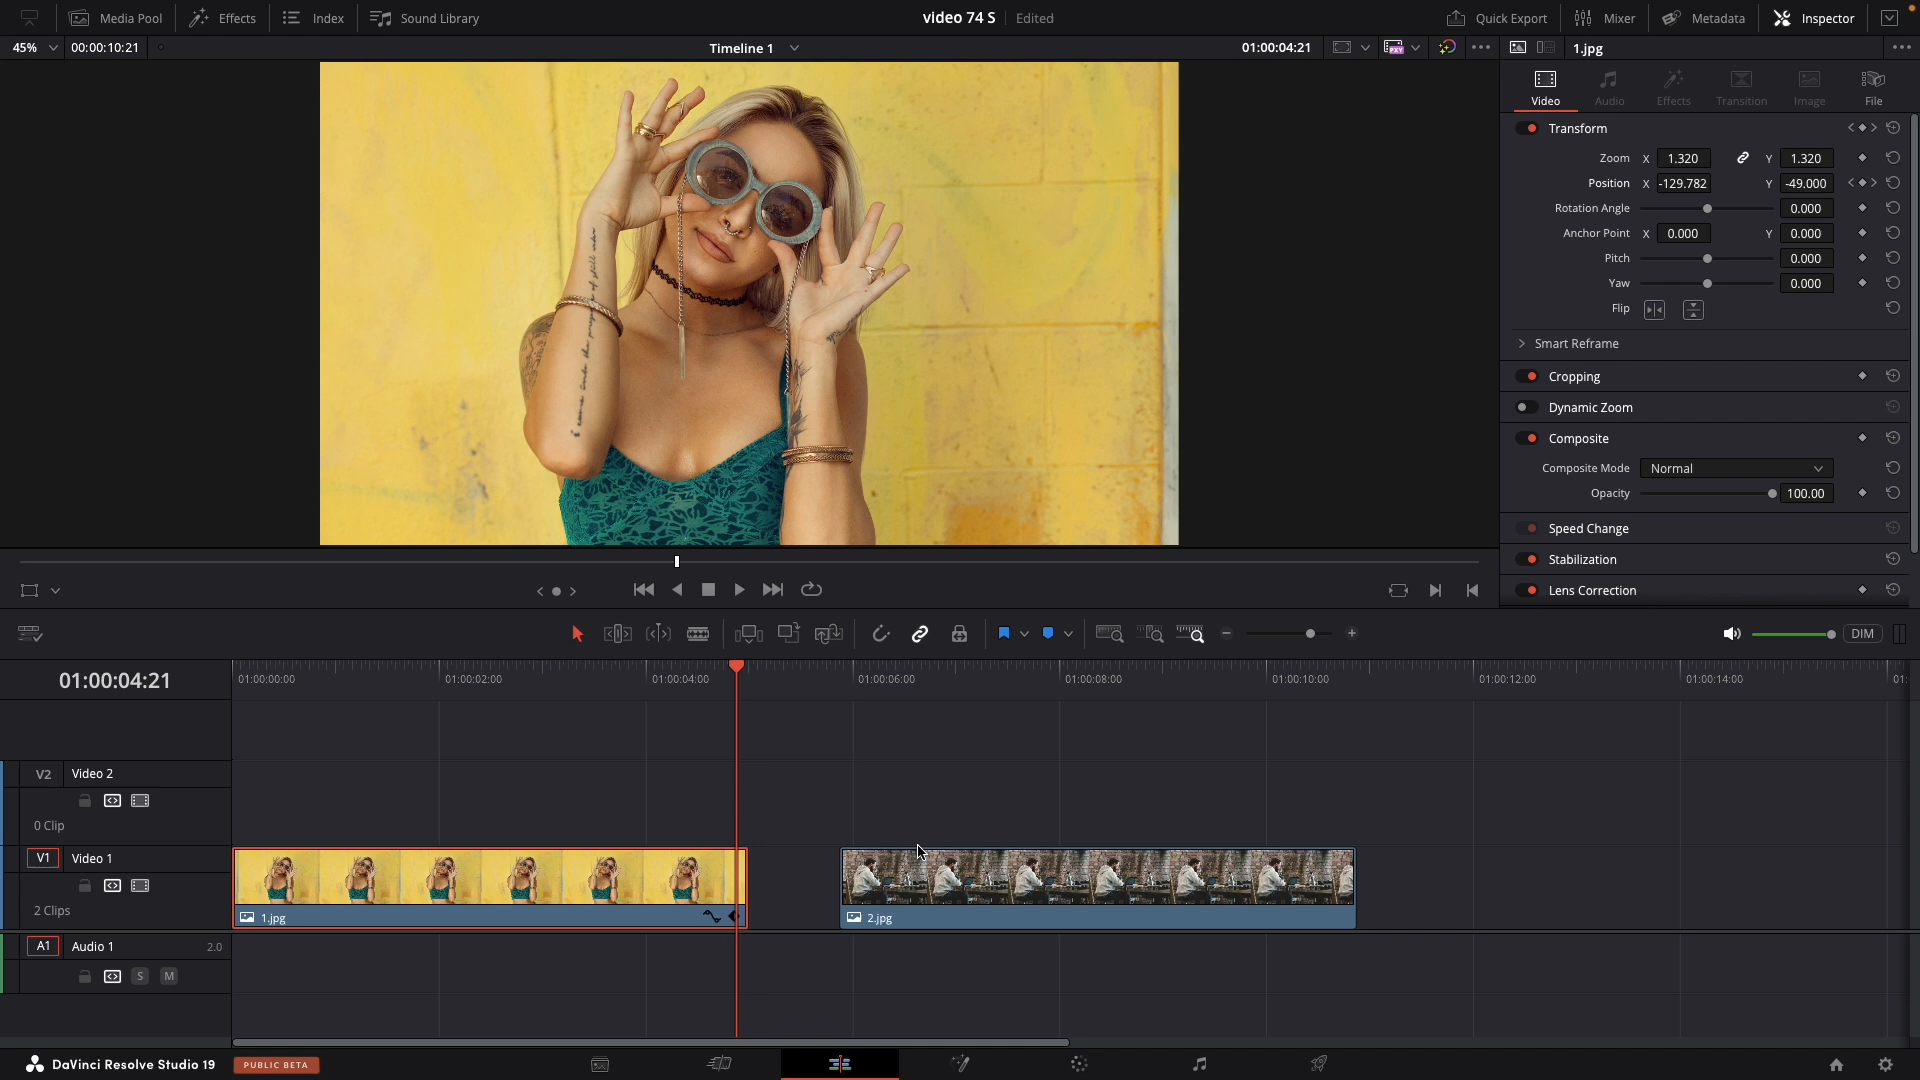 Media Pool Effects Index Sound Library video 74 S Edited Quick Export Mixer Metadata Inspector
45% 00:00:10:21 Timeline 1 01:00:04:21 PXY 1.jpg
Video Audio Effects Transition Image File
Transform
Zoom X 1.320 Y 1.320
Position X -129.782 Y -49.000
Rotation Angle 0.000
Anchor Point X 0.000 Y 0.000
Pitch 0.000
Yaw 0.000
Flip
Smart Reframe
Cropping
Dynamic Zoom
Composite
Composite Mode Normal
Opacity 100.00
Speed Change
Stabilization
Lens Correction
DIM
01:00:04:21 01:00:00:00 01:00:02:00 01:00:04:00 01:00:06:00 01:00:08:00 01:00:10:00 01:00:12:00 01:00:14:00 01:
V2 Video 2
0 Clip
V1 Video 1
2 Clips
1.jpg 2.jpg
A1 Audio 1 2.0
S M
DaVinci Resolve Studio 19 PUBLIC BETA